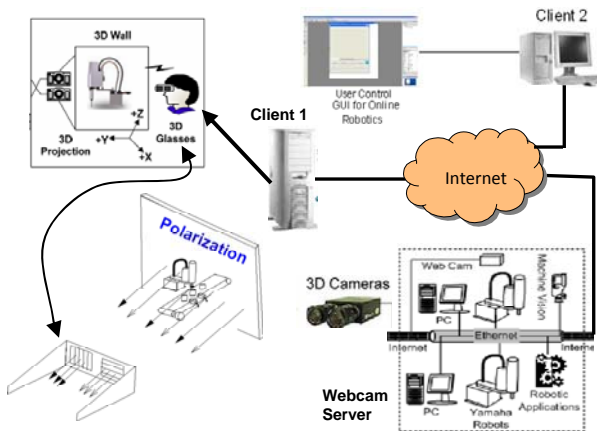 3D Wall
+Z
+Y
+X
3D
Projection
3D
Glasses
Client 1
User Control
GUI for Online
Robotics
Client 2
Internet
Polarization
3D Cameras
Web Cam
Machine Vision
PC
Ethernet
Internet
Internet
PC
Yamaha
Robots
Robotic
Applications
Webcam
Server